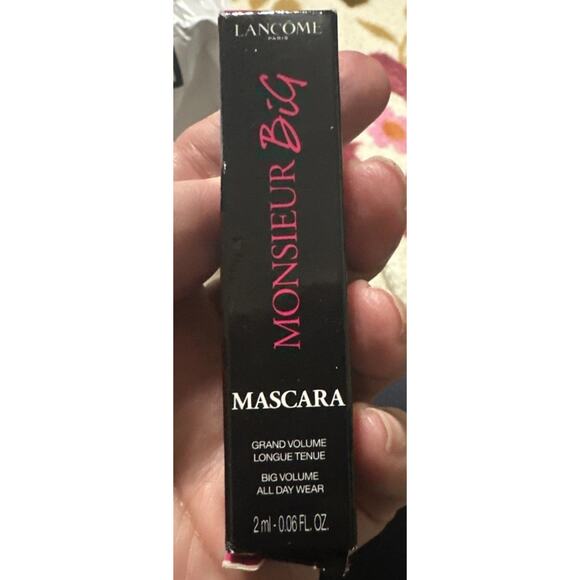 LANCÔME
PARIS
MONSIEUR BiG
MASCARA
GRAND VOLUME
LONGUE TENUE
BIG VOLUME
ALL DAY WEAR
2 ml - 0.06 FL. OZ.